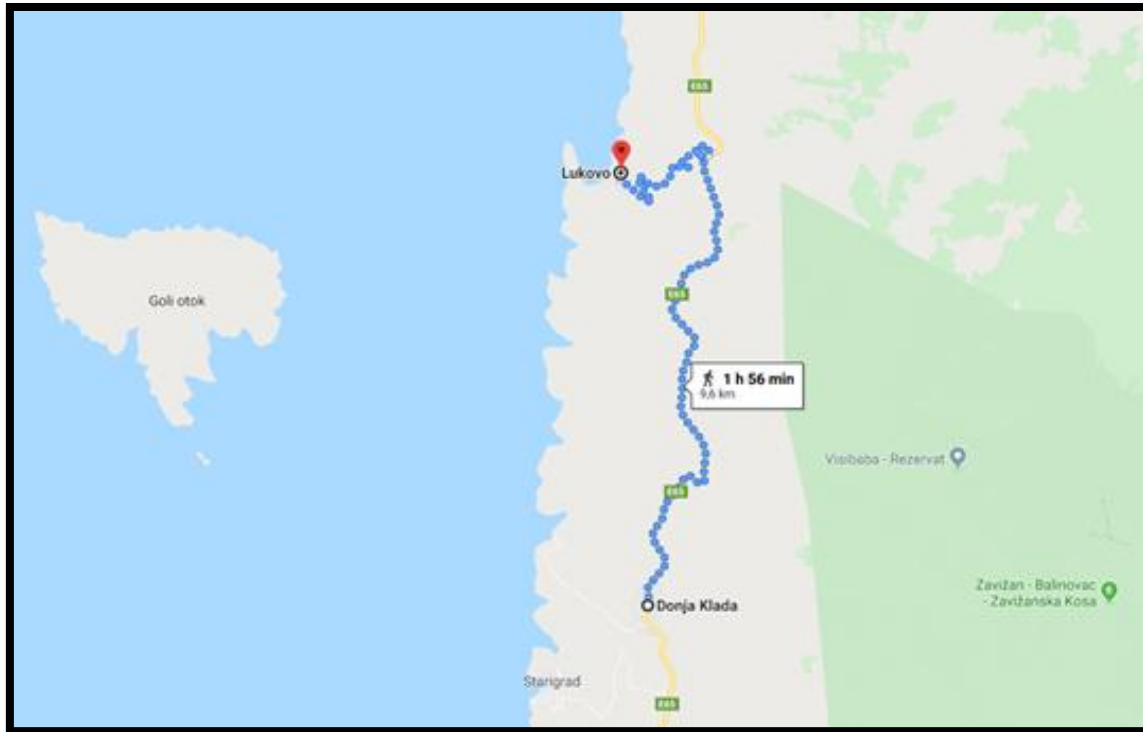 E65
Lukovo
Goli otok
E65
1 h 56 min
9,6 km
Visibaba - Rezervat
E65
Zavižan - Balinovac
- Zavižanska Kosa
Donja Klada
Starigrad
E65